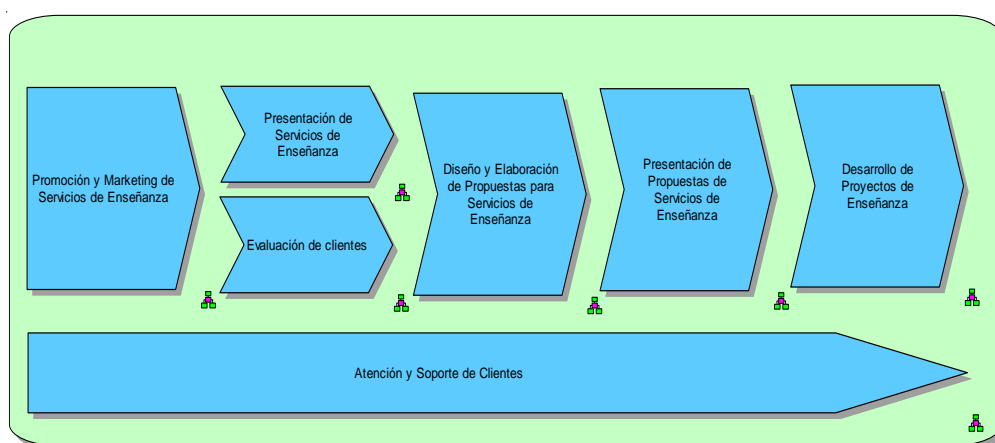 Promoción y Marketing de
Servicios de Enseñanza
Presentación de
Servicios de
Enseñanza
Evaluación de clientes
Diseño y Elaboración
de Propuestas para
Servicios de
Enseñanza
Presentación de
Propuestas de
Servicios de
Enseñanza
Desarrollo de
Proyectos de
Enseñanza
Atención y Soporte de Clientes